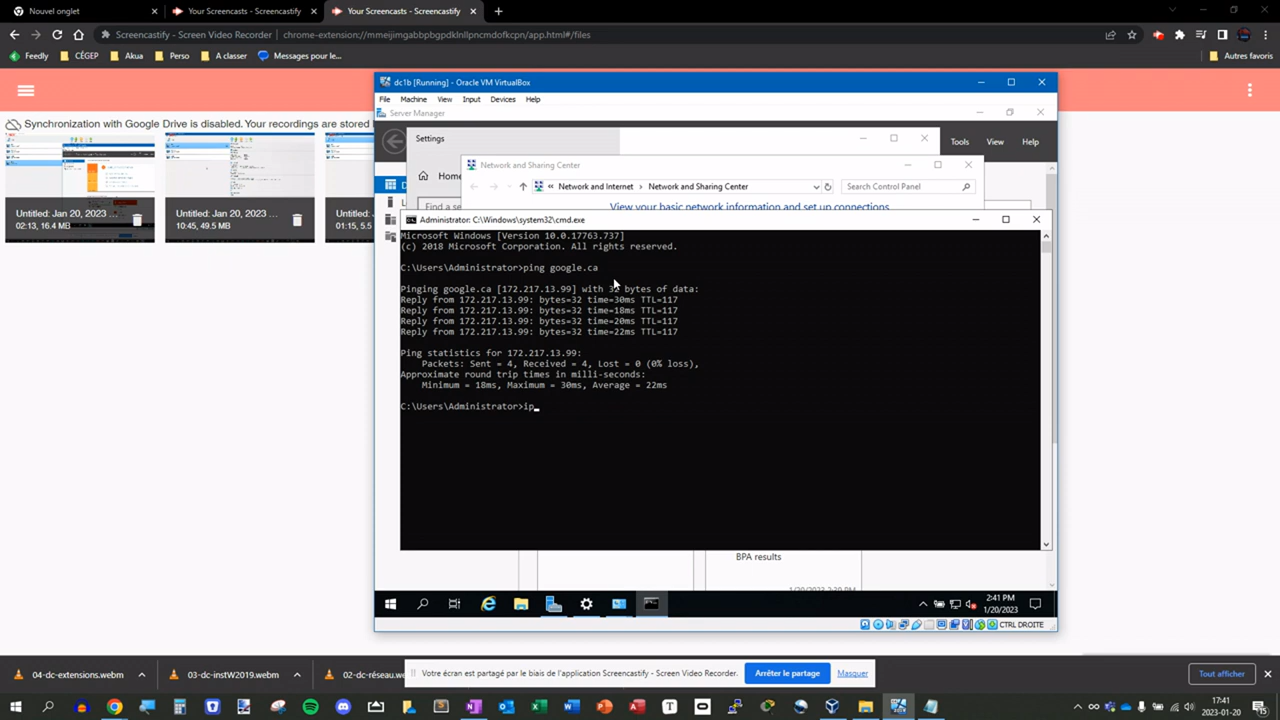 Nouvel onglet
Your Screencasts - Screencastify
Your Screencasts - Screencastify
Screencastify - Screen Video Recorder
chrome-extension://mmeijimgabbpbgpdklnllpncmdofkcpn/app.html#/files
Feedly
CÉGEP
Akua
Perso
A classer
Messages pour le...
Autres favoris
dc1b [Running] - Oracle VM VirtualBox
File Machine View Input Devices Help
Server Manager
Synchronization with Google Drive is disabled. Your recordings are stored
Settings
Tools View Help
Network and Sharing Center
Home
Network and Internet > Network and Sharing Center
Search Control Panel
Find a se
View your basic network information and set up connections
Untitled: Jan 20, 2023 ...
02:13, 16.4 MB
Untitled: Jan 20, 2023 ...
10:45, 49.5 MB
Untitled: Ja
01:15, 5.5
Administrator: C:\Windows\system32\cmd.exe
Microsoft Windows [Version 10.0.17763.737]
(c) 2018 Microsoft Corporation. All rights reserved.
C:\Users\Administrator>ping google.ca
Pinging google.ca [172.217.13.99] with 32 bytes of data:
Reply from 172.217.13.99: bytes=32 time=30ms TTL=117
Reply from 172.217.13.99: bytes=32 time=18ms TTL=117
Reply from 172.217.13.99: bytes=32 time=20ms TTL=117
Reply from 172.217.13.99: bytes=32 time=22ms TTL=117
Ping statistics for 172.217.13.99:
Packets: Sent = 4, Received = 4, Lost = 0 (0% loss),
Approximate round trip times in milli-seconds:
Minimum = 18ms, Maximum = 30ms, Average = 22ms
C:\Users\Administrator>ip_
BPA results
2:41 PM
1/20/2023
CTRL DROITE
04-dc-extensions.webm
03-dc-instW2019.webm
02-dc-réseau.we
Votre écran est partagé par le biais de l'application Screencastify - Screen Video Recorder.
Arrêter le partage
Masquer
Tout afficher
17:41
2023-01-20